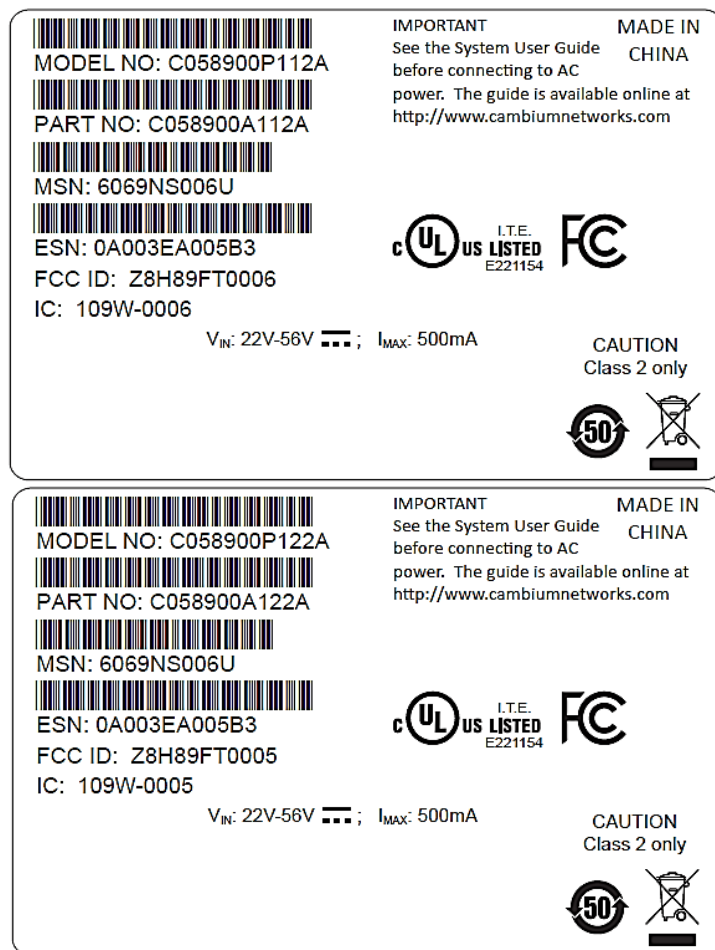 MODEL NO: C058900P112A
PART NO: C058900A112A
MSN: 6069NS006U
ESN: 0A003EA005B3
FCC ID: Z8H89FT0006
IC: 109W-0006
IMPORTANT
See the System User Guide
before connecting to AC
power. The guide is available online at
http://www.cambiumnetworks.com
MADE IN
CHINA
C UL US LISTED
I.T.E.
E221154
FC
VIN: 22V-56V ; IMAX: 500mA
CAUTION
Class 2 only
50
MODEL NO: C058900P122A
PART NO: C058900A122A
MSN: 6069NS006U
ESN: 0A003EA005B3
FCC ID: Z8H89FT0005
IC: 109W-0005
IMPORTANT
See the System User Guide
before connecting to AC
power. The guide is available online at
http://www.cambiumnetworks.com
MADE IN
CHINA
C UL US LISTED
I.T.E.
E221154
FC
VIN: 22V-56V ; IMAX: 500mA
CAUTION
Class 2 only
50